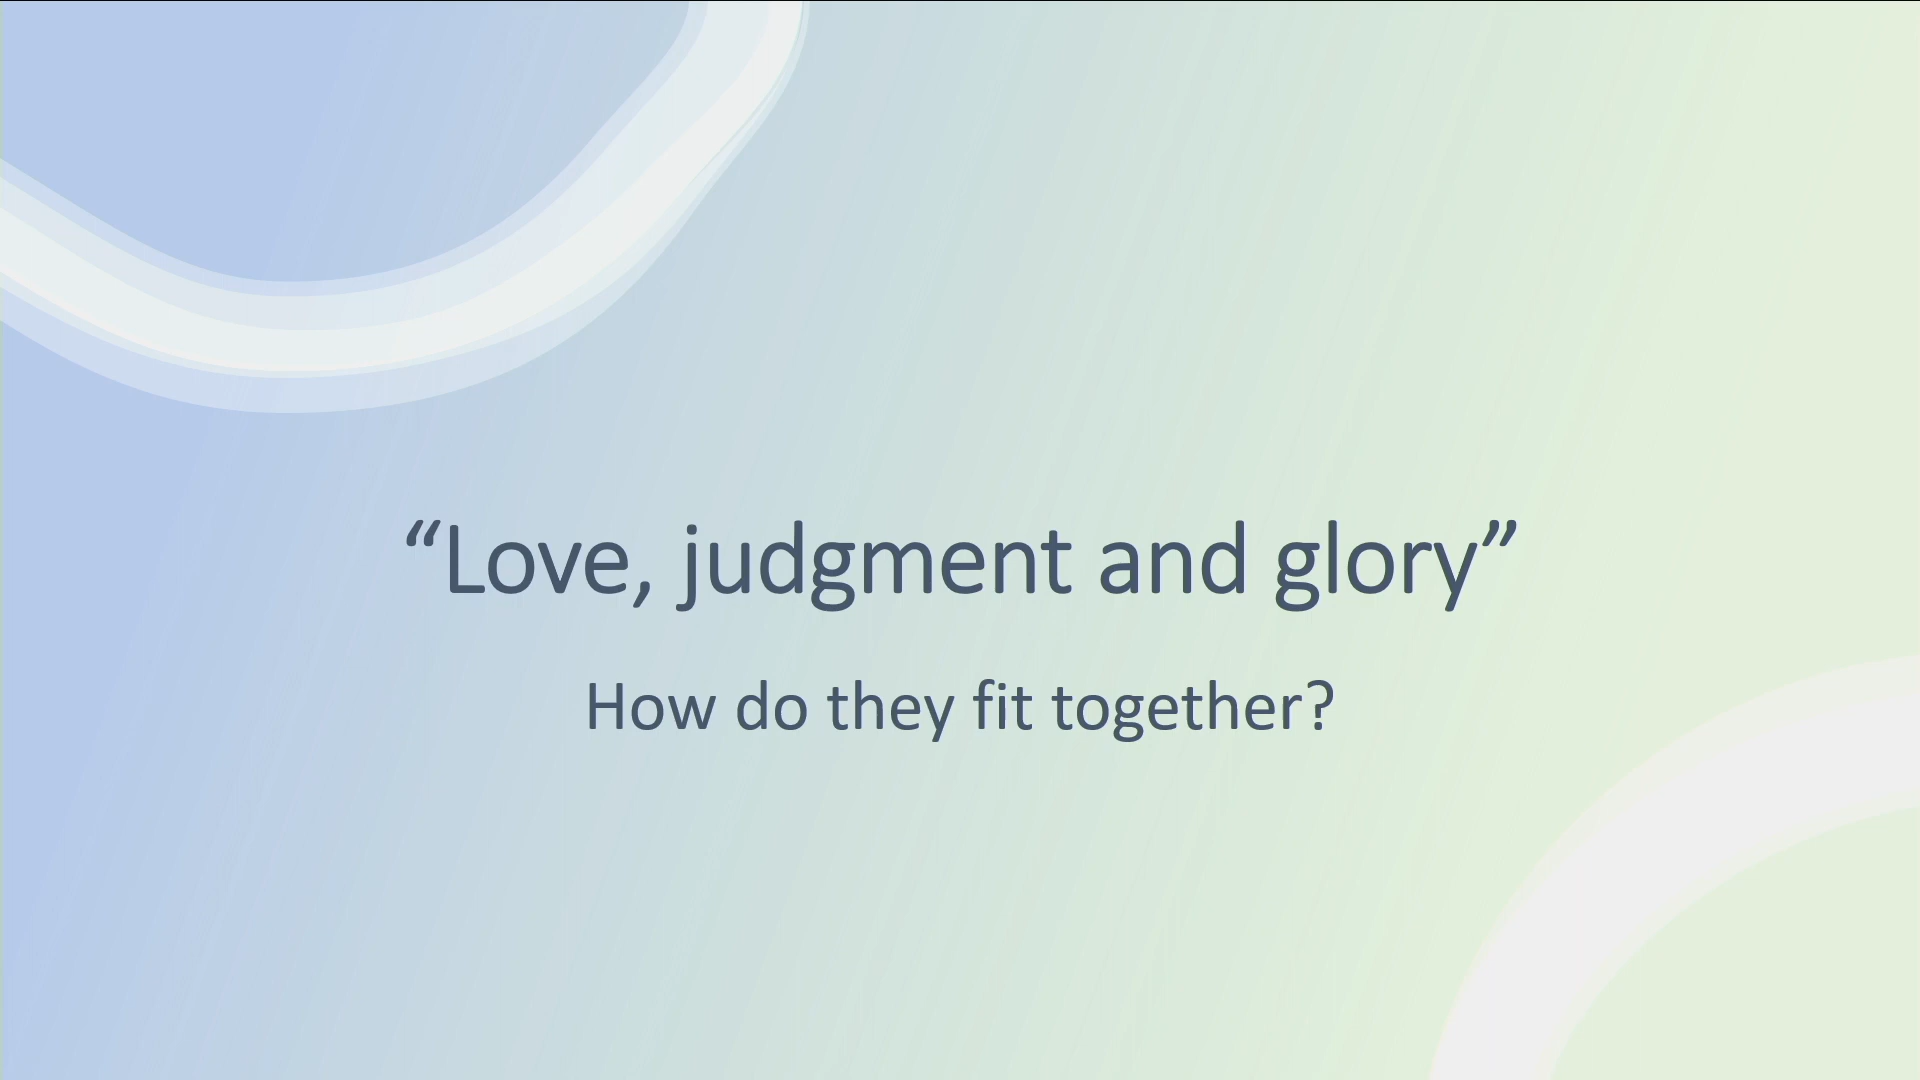 “Love, judgment and glory”
How do they fit together?